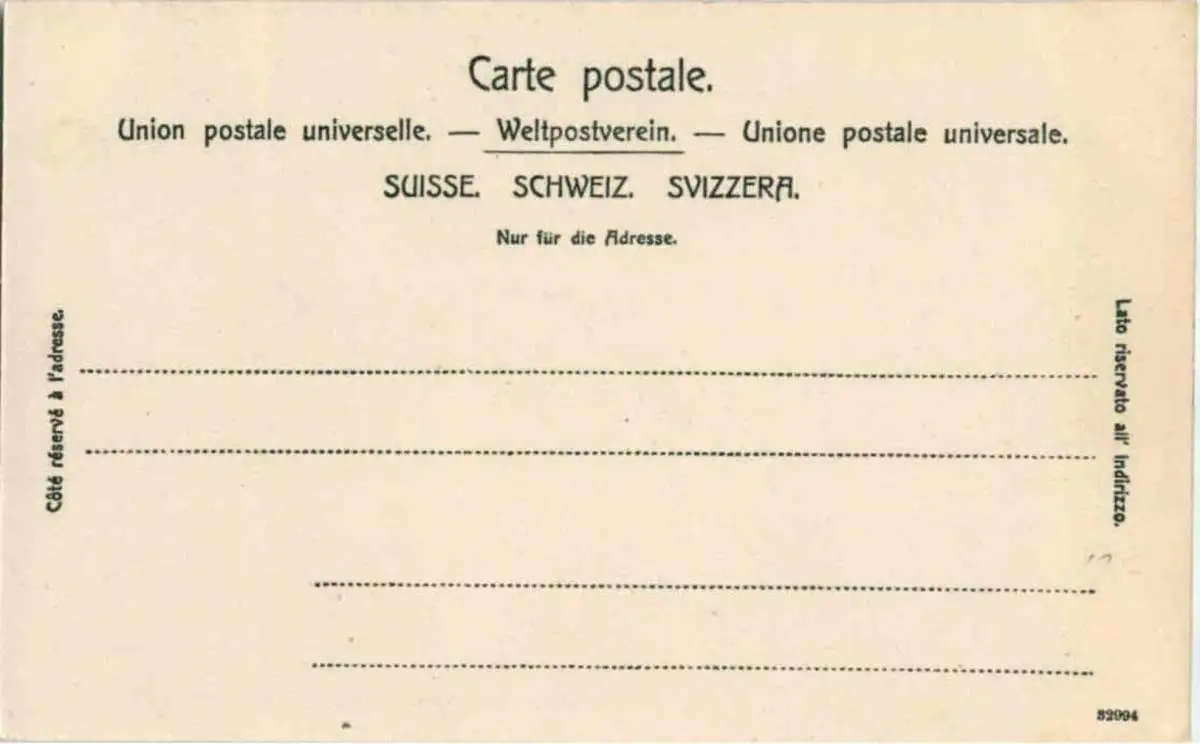 Carte postale.
Union postale universelle. — Weltpostverein. — Unione postale universale.
SUISSE. SCHWEIZ. SVIZZERA.
Nur für die Adresse.
Côté réservé à l'adresse.
Lato riservato all' indirizzo.
32994